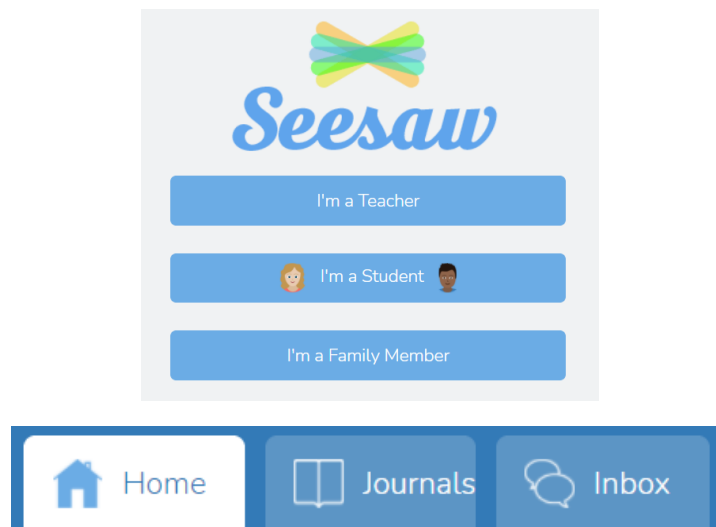 Seesaw
I'm a Teacher
I'm a Student
I'm a Family Member
Home Journals Inbox